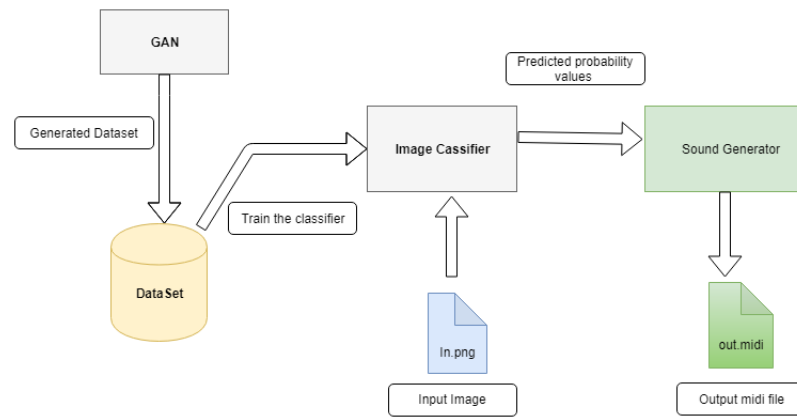 GAN
Generated Dataset
DataSet
Train the classifier
Image Cassifier
Predicted probability
values
Sound Generator
In.png
Input Image
out.midi
Output midi file